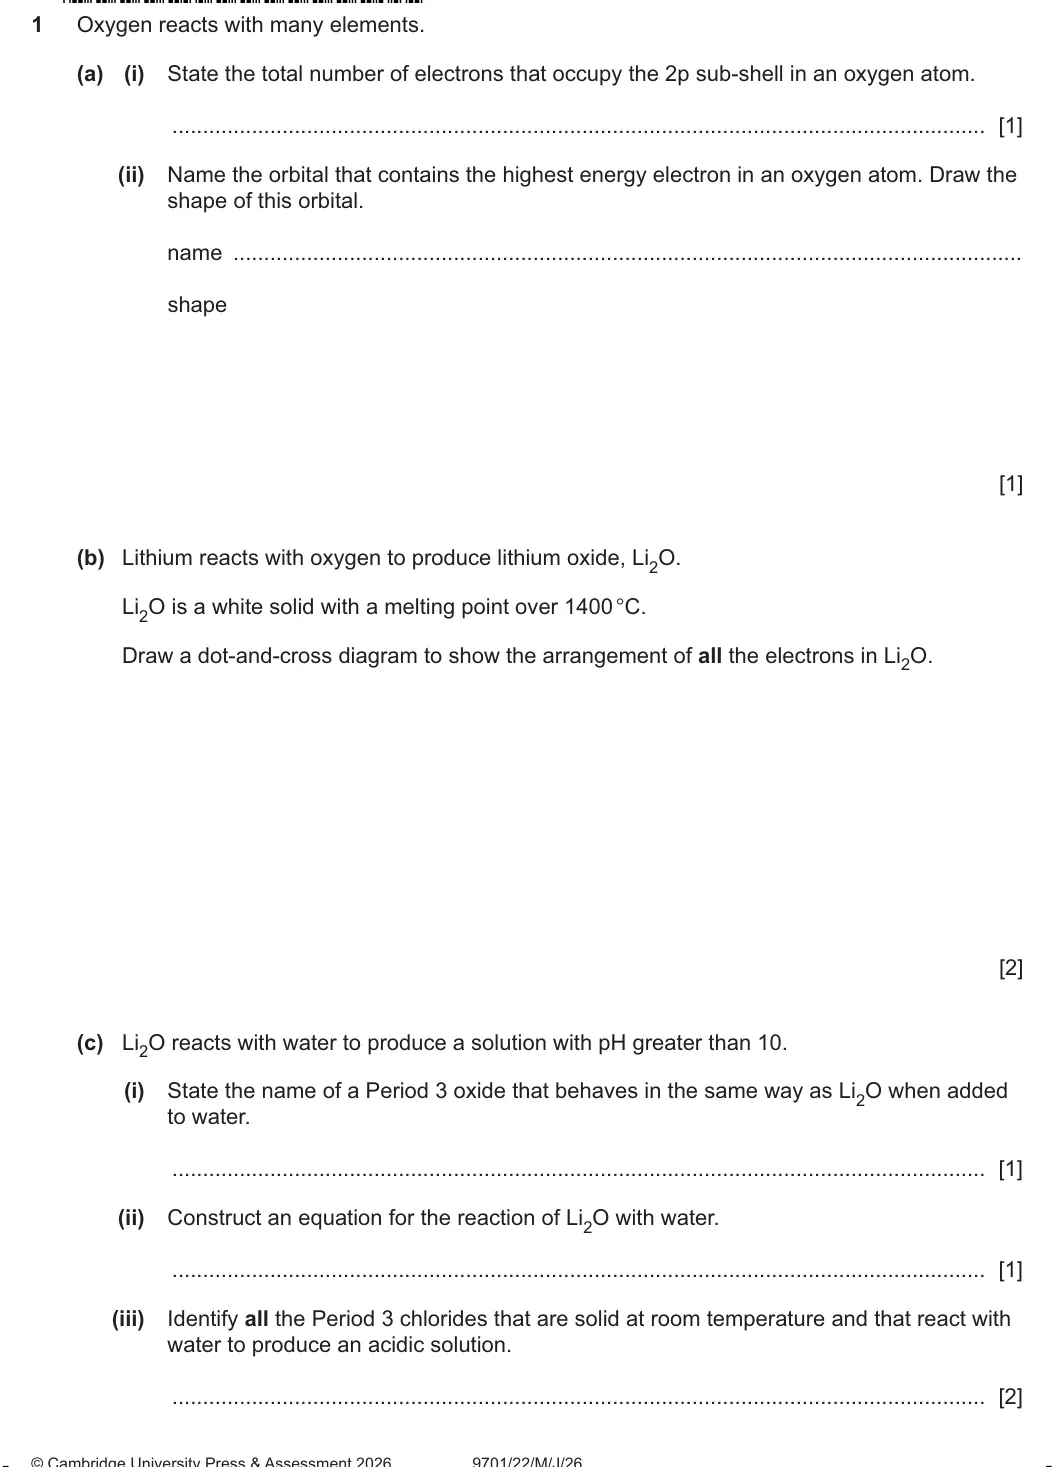 1 Oxygen reacts with many elements.
(a) (i) State the total number of electrons that occupy the 2p sub-shell in an oxygen atom.
[1]
(ii) Name the orbital that contains the highest energy electron in an oxygen atom. Draw the
shape of this orbital.
name
shape
[1]
(b) Lithium reacts with oxygen to produce lithium oxide, Li₂O.
Li₂O is a white solid with a melting point over 1400 °C.
Draw a dot-and-cross diagram to show the arrangement of all the electrons in Li₂O.
[2]
(c) Li₂O reacts with water to produce a solution with pH greater than 10.
(i) State the name of a Period 3 oxide that behaves in the same way as Li₂O when added
to water.
[1]
(ii) Construct an equation for the reaction of Li₂O with water.
[1]
(iii) Identify all the Period 3 chlorides that are solid at room temperature and that react with
water to produce an acidic solution.
[2]
© Cambridge University Press & Assessment 2026 9701/22/M/J/26